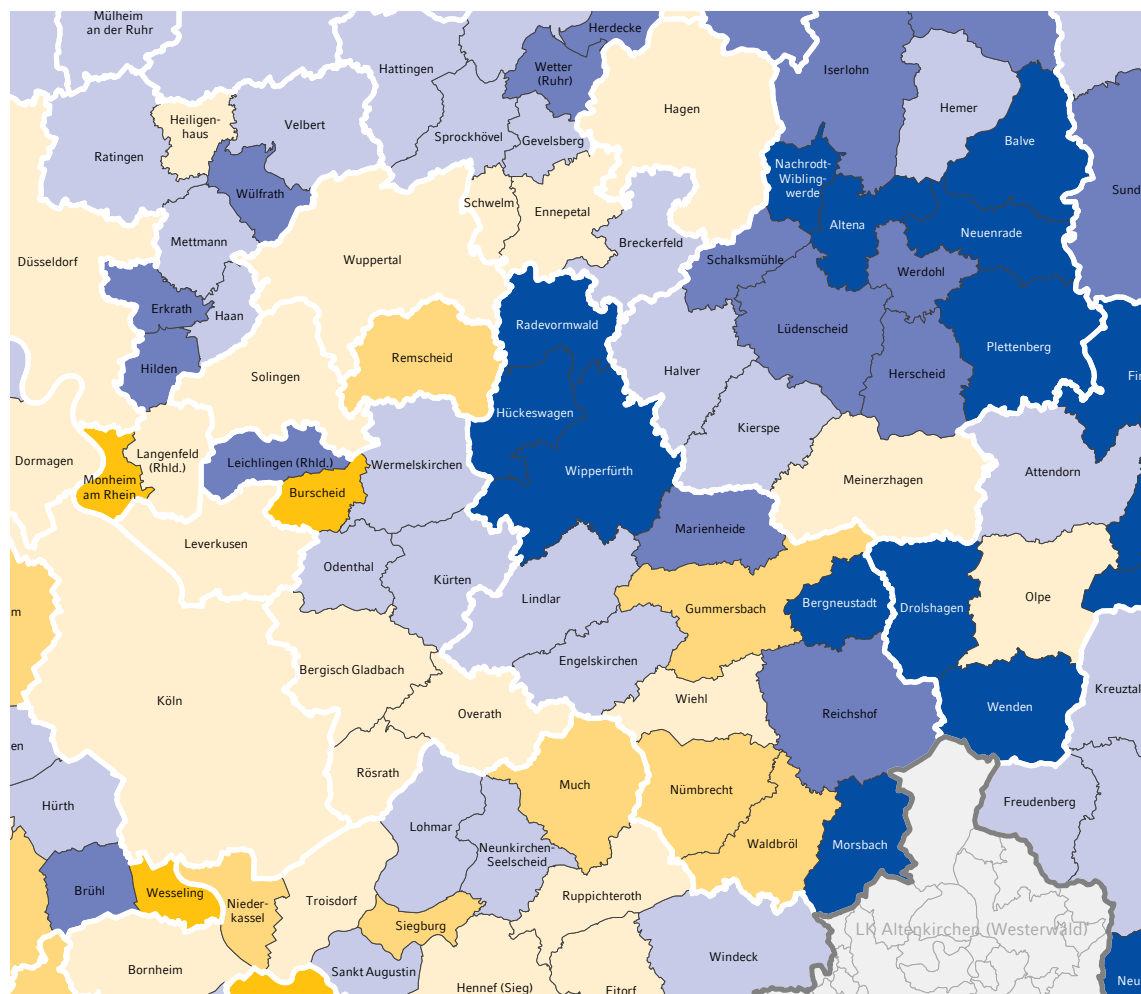 Mülheim
an der Ruhr
Herdecke
Hattingen
Wetter
(Ruhr)
Iserlohn
Hagen
Hemer
Heiligen-
haus
Velbert
Sprockhövel
Gevelsberg
Balve
Ratingen
Nachrodt-
Wibling-
werde
Wülfrath
Schwelm
Ennepetal
Altena
Neuenrade
Mettmann
Breckerfeld
Düsseldorf
Wuppertal
Schalksmühle
Werdohl
Erkrath
Haan
Radevormwald
Lüdenscheid
Plettenberg
Remscheid
Hilden
Solingen
Halver
Herscheid
Hückeswagen
Kierspe
Dormagen
Langenfeld
(Rhld.)
Leichlingen (Rhld.)
Wermelskirchen
Wipperfürth
Attendorn
Monheim
am Rhein
Burscheid
Meinerzhagen
Leverkusen
Marienheide
Odenthal
Kürten
Lindlar
Gummersbach
Bergneustadt
Drolshagen
Olpe
Bergisch Gladbach
Engelskirchen
Köln
Overath
Wiehl
Reichshof
Wenden
Kreuztal
Rösrath
Much
Nümbrecht
Hürth
Freudenberg
Lohmar
Neunkirchen-
Seelscheid
Waldbröl
Morsbach
Brühl
Wesseling
Nieder-
kassel
Troisdorf
Ruppichteroth
Siegburg
LK Altenkirchen (Westerwald)
Bornheim
Sankt Augustin
Windeck
Hennef (Sieg)
Eitorf